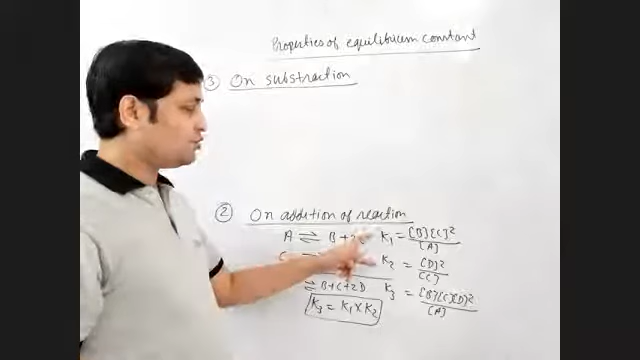 Properties of equilibrium constant
③ On substraction
② On addition of reaction
A ⇌ B + 2C K₁ = [B][C]² / [A]
C K₂ = [D]² / [C]
⇌ B+C+2D K₃ = [B][C][D]² / [A]
K₃ = K₁ × K₂